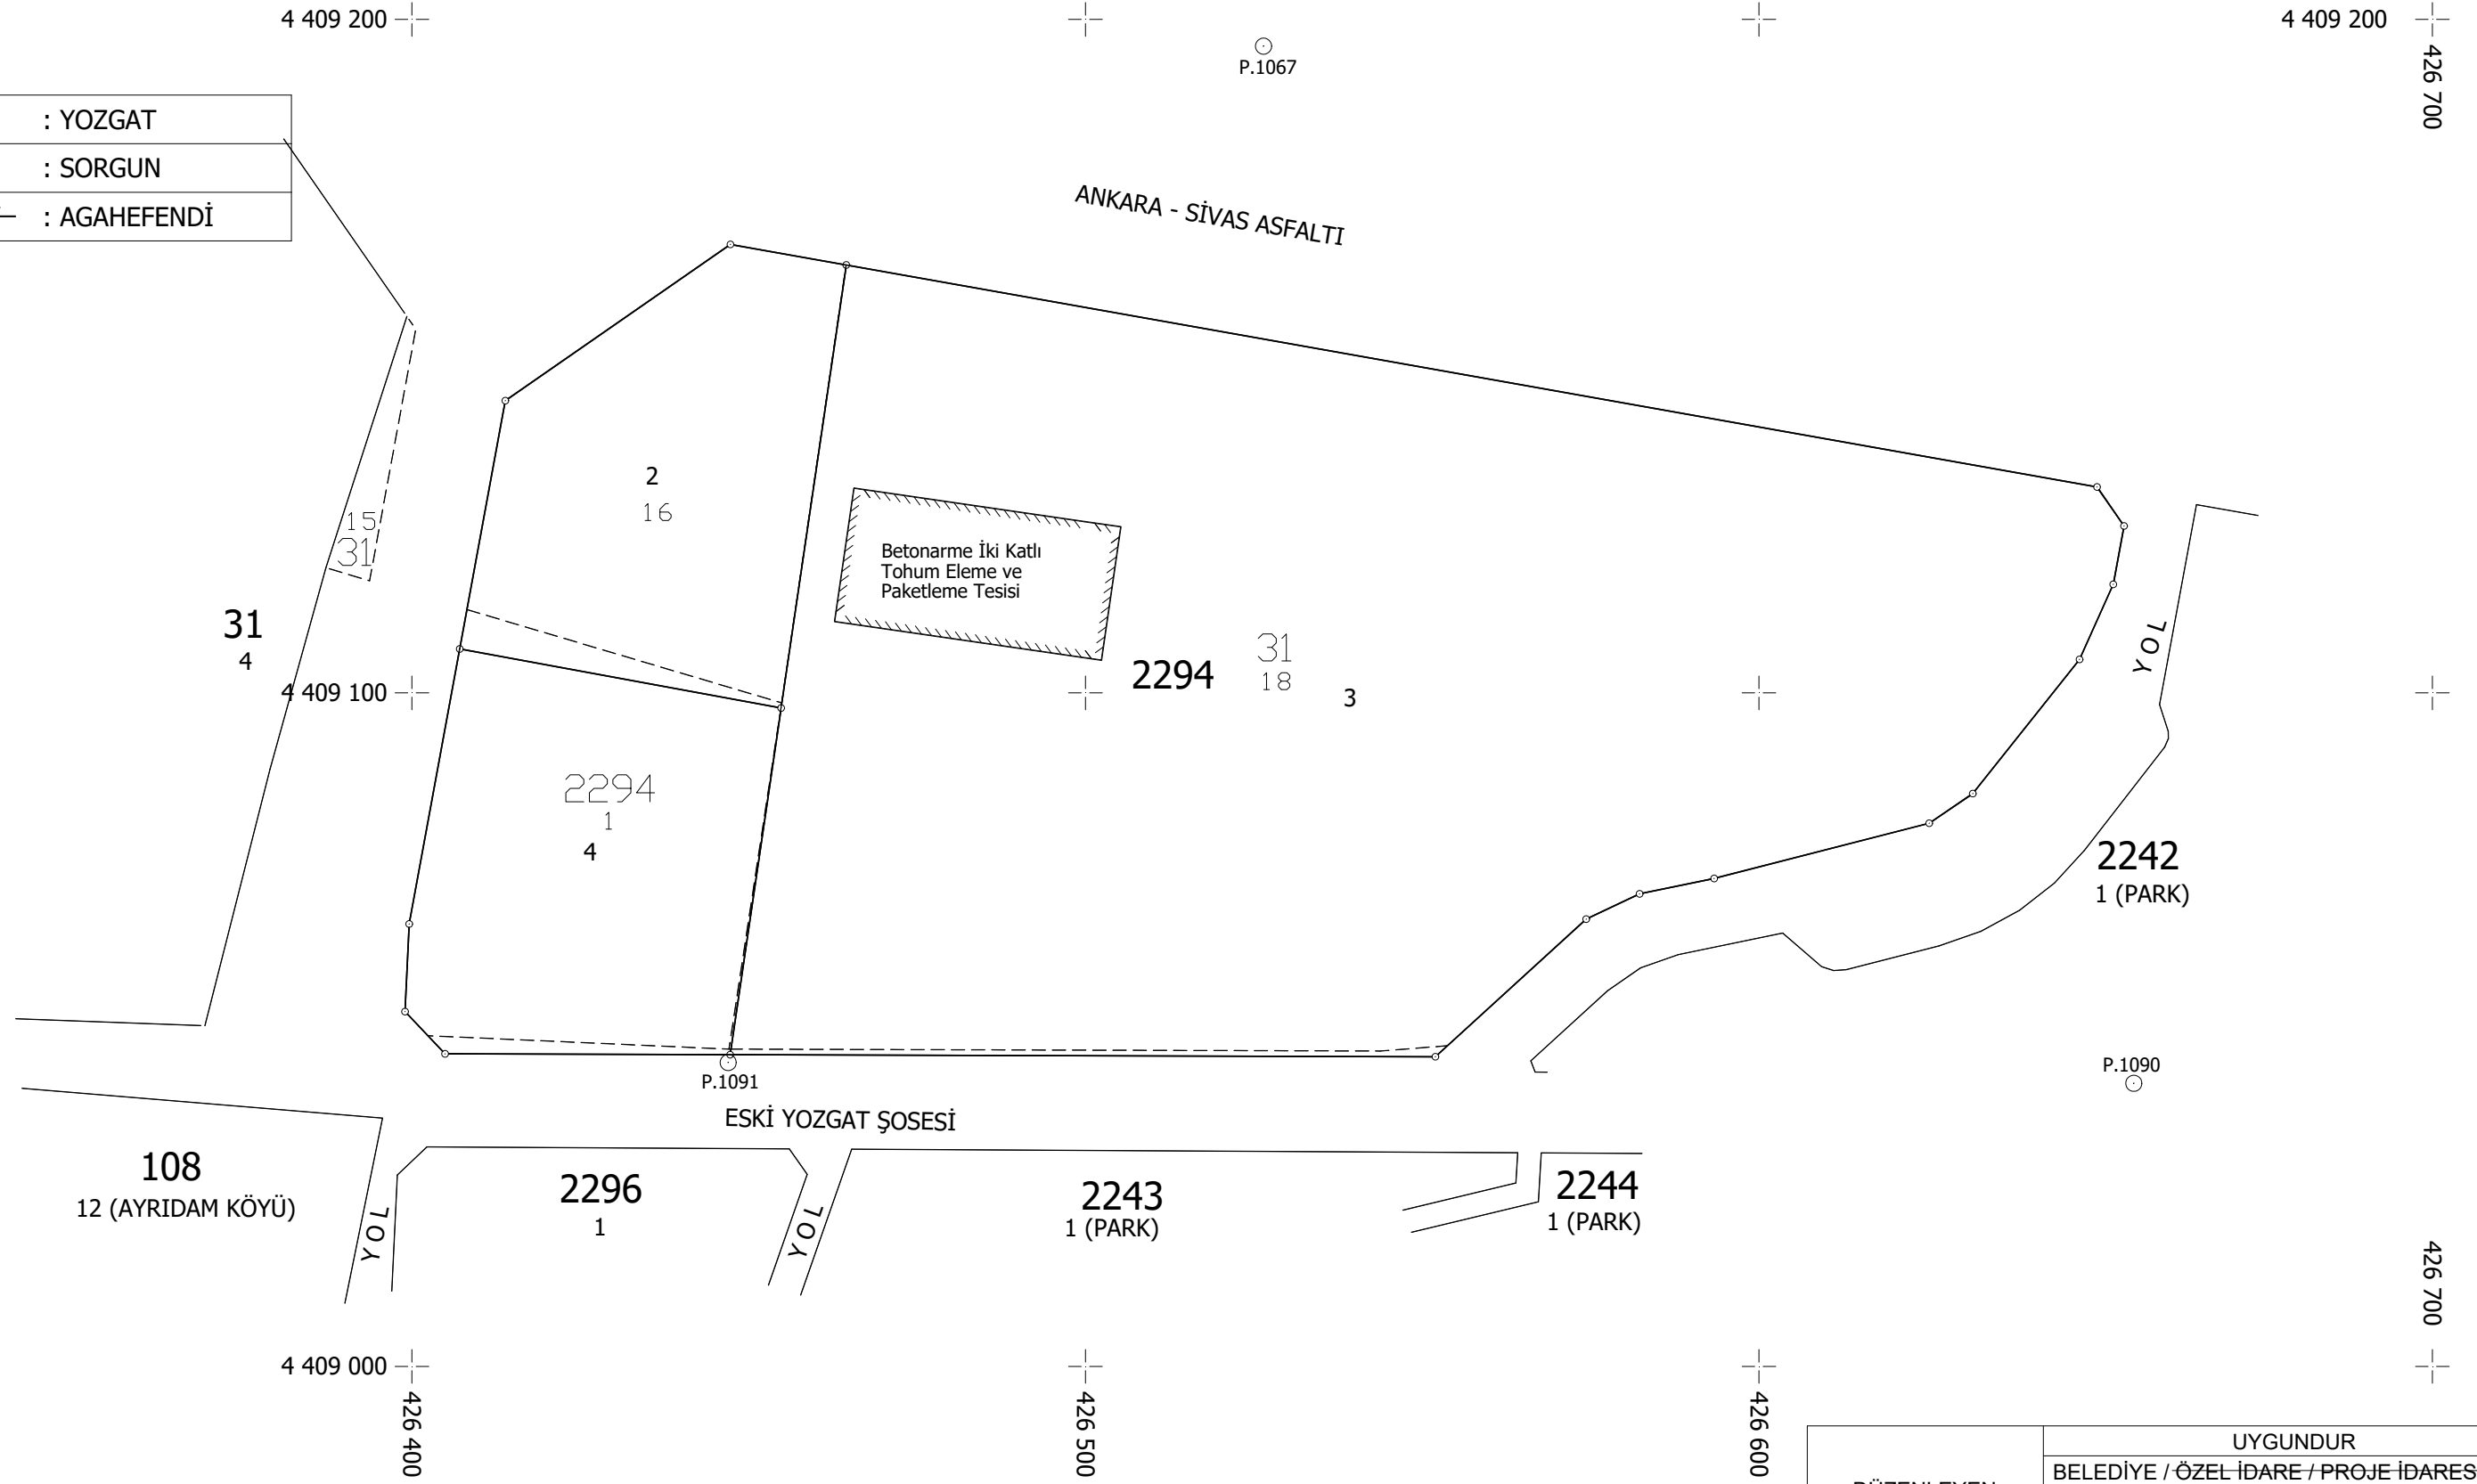 4 409 200
4 409 200
426 700
P.1067
: YOZGAT
: SORGUN
: AGAHEFENDİ
ANKARA - SİVAS ASFALTI
2
16
15
31
Betonarme İki Katlı
Tohum Eleme ve
Paketleme Tesisi
31
4
YOL
31
2294
18
3
4 409 100
2294
1
4
2242
1 (PARK)
P.1091
P.1090
ESKİ YOZGAT ŞOSESİ
108
12 (AYRIDAM KÖYÜ)
YOL
2296
1
YOL
2243
1 (PARK)
2244
1 (PARK)
426 700
4 409 000
426 400
426 500
426 600
UYGUNDUR
BELEDİYE / ÖZEL İDARE / PROJE İDARES